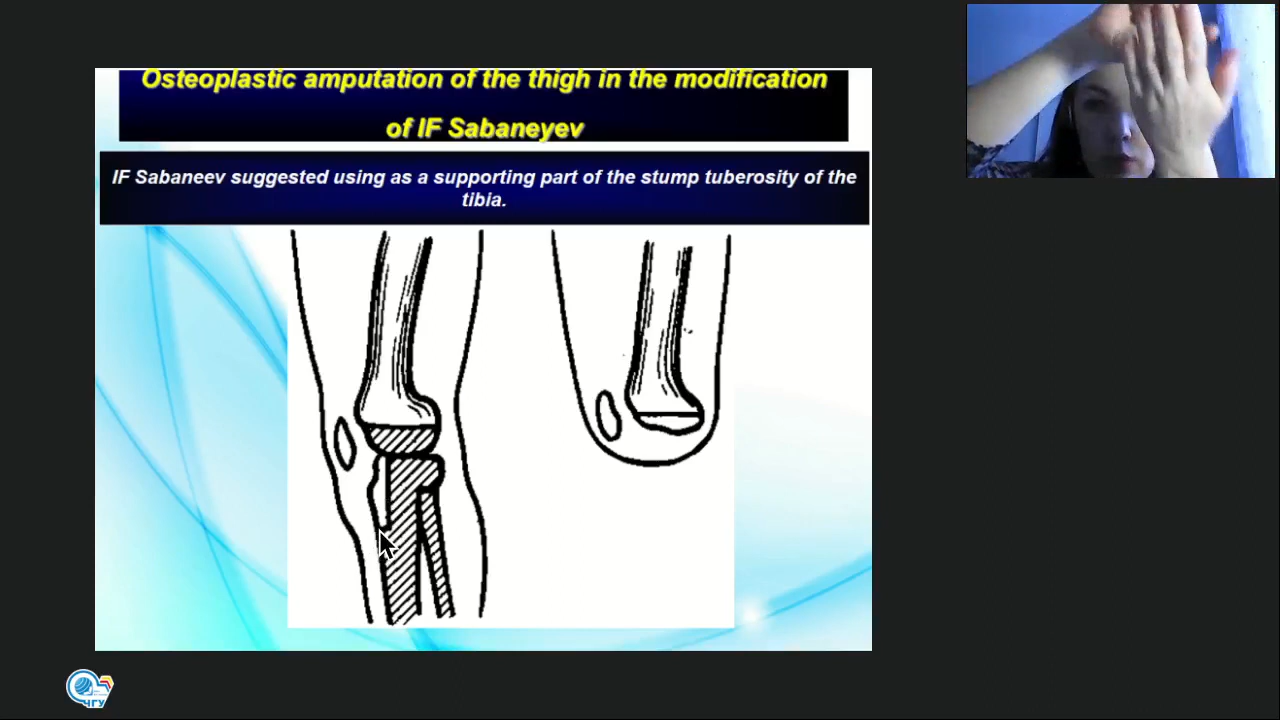 Osteoplastic amputation of the thigh in the modification
of IF Sabaneyev
IF Sabaneev suggested using as a supporting part of the stump tuberosity of the
tibia.
ЧГУ